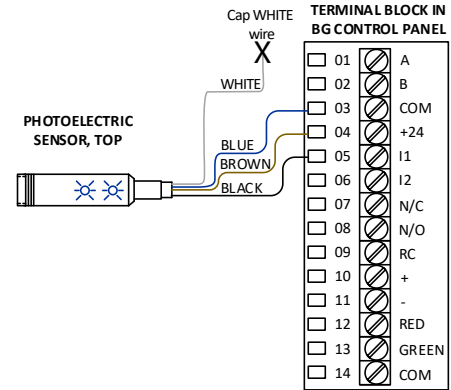 Cap WHITE
wire
X
TERMINAL BLOCK IN
BG CONTROL PANEL
WHITE
PHOTOELECTRIC
SENSOR, TOP
BLUE
BROWN
BLACK
01 A
02 B
03 COM
04 +24
05 I1
06 I2
07 N/C
08 N/O
09 RC
10 +
11 -
12 RED
13 GREEN
14 COM